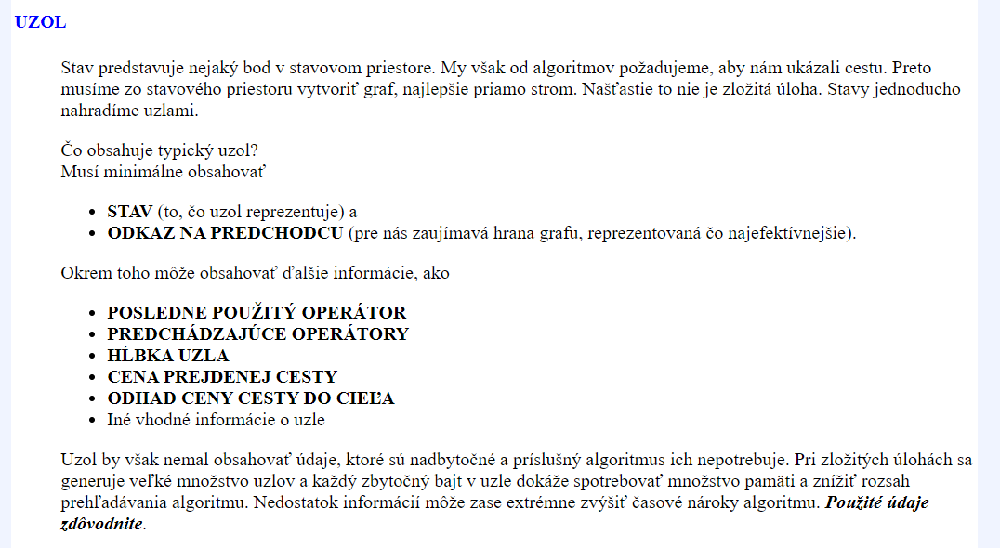 UZOL
Stav predstavuje nejaký bod v stavovom priestore. My však od algoritmov požadujeme, aby nám ukázali cestu. Preto
musíme zo stavového priestoru vytvoriť graf, najlepšie priamo strom. Našťastie to nie je zložitá úloha. Stavy jednoducho
nahradíme uzlami.
Čo obsahuje typický uzol?
Musí minimálne obsahovať
• STAV (to, čo uzol reprezentuje) a
• ODKAZ NA PREDCHODCU (pre nás zaujímavá hrana grafu, reprezentovaná čo najefektívnejšie).
Okrem toho môže obsahovať ďalšie informácie, ako
• POSLEDNE POUŽITÝ OPERÁTOR
• PREDCHÁDZAJÚCE OPERÁTORY
• HĹBKA UZLA
• CENA PREJDENEJ CESTY
• ODHAD CENY CESTY DO CIEĽA
• Iné vhodné informácie o uzle
Uzol by však nemal obsahovať údaje, ktoré sú nadbytočné a príslušný algoritmus ich nepotrebuje. Pri zložitých úlohách sa
generuje veľké množstvo uzlov a každý zbytočný bajt v uzle dokáže spotrebovať množstvo pamäti a znížiť rozsah
prehľadávania algoritmu. Nedostatok informácií môže zase extrémne zvýšiť časové nároky algoritmu. Použité údaje
zdôvodnite.